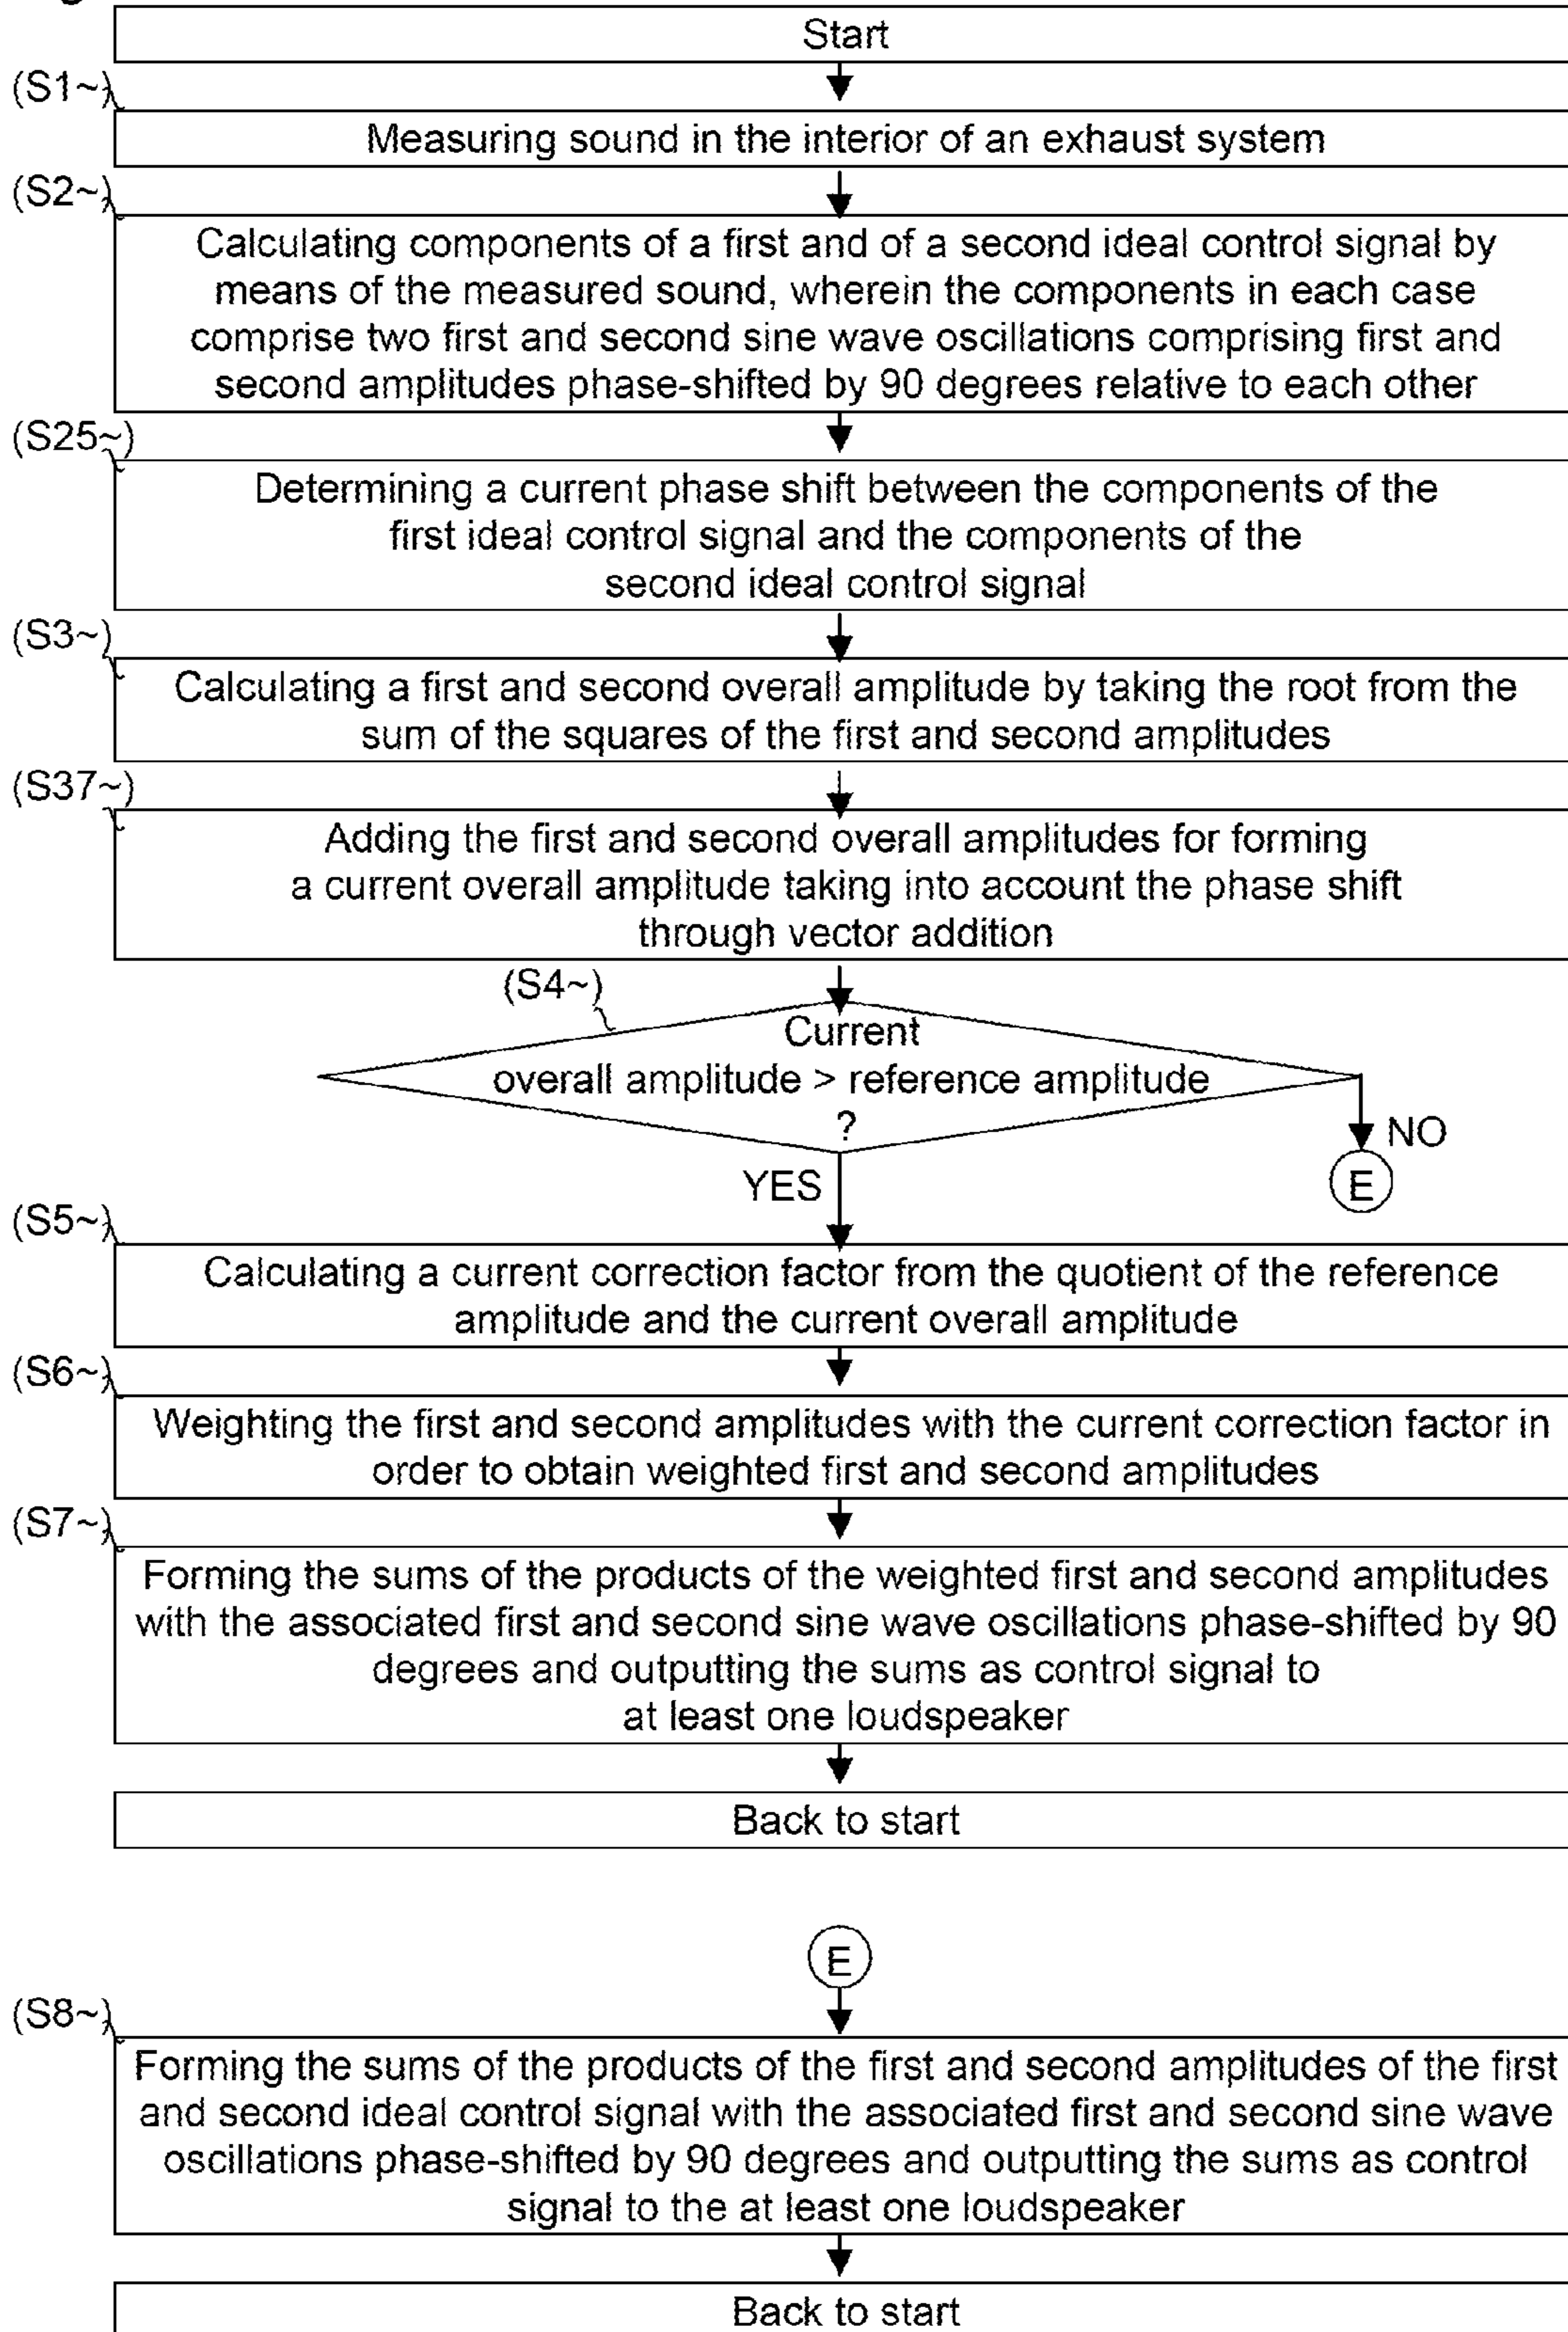 Start
(S1~)
Measuring sound in the interior of an exhaust system
(S2~)
Calculating components of a first and of a second ideal control signal by
means of the measured sound, wherein the components in each case
comprise two first and second sine wave oscillations comprising first and
second amplitudes phase-shifted by 90 degrees relative to each other
(S25~)
Determining a current phase shift between the components of the
first ideal control signal and the components of the
second ideal control signal
(S3~)
Calculating a first and second overall amplitude by taking the root from the
sum of the squares of the first and second amplitudes
(S37~)
Adding the first and second overall amplitudes for forming
a current overall amplitude taking into account the phase shift
through vector addition
(S4~)
Current
overall amplitude > reference amplitude
?
NO
E
YES
(S5~)
Calculating a current correction factor from the quotient of the reference
amplitude and the current overall amplitude
(S6~)
Weighting the first and second amplitudes with the current correction factor in
order to obtain weighted first and second amplitudes
(S7~)
Forming the sums of the products of the weighted first and second amplitudes
with the associated first and second sine wave oscillations phase-shifted by 90
degrees and outputting the sums as control signal to
at least one loudspeaker
Back to start
E
(S8~)
Forming the sums of the products of the first and second amplitudes of the first
and second ideal control signal with the associated first and second sine wave
oscillations phase-shifted by 90 degrees and outputting the sums as control
signal to the at least one loudspeaker
Back to start